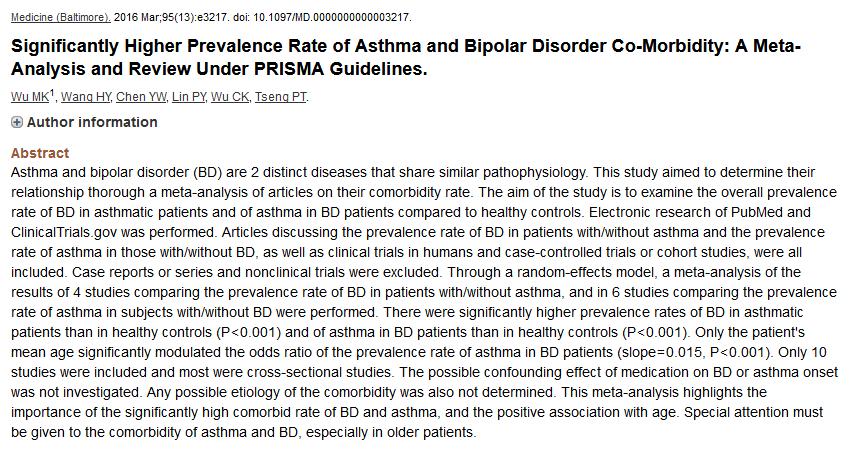 Medicine (Baltimore). 2016 Mar;95(13):e3217. doi: 10.1097/MD.0000000000003217.
Significantly Higher Prevalence Rate of Asthma and Bipolar Disorder Co-Morbidity: A Meta-
Analysis and Review Under PRISMA Guidelines.
Wu MK1, Wang HY, Chen YW, Lin PY, Wu CK, Tseng PT.
Author information
Abstract
Asthma and bipolar disorder (BD) are 2 distinct diseases that share similar pathophysiology. This study aimed to determine their
relationship thorough a meta-analysis of articles on their comorbidity rate. The aim of the study is to examine the overall prevalence
rate of BD in asthmatic patients and of asthma in BD patients compared to healthy controls. Electronic research of PubMed and
ClinicalTrials.gov was performed. Articles discussing the prevalence rate of BD in patients with/without asthma and the prevalence
rate of asthma in those with/without BD, as well as clinical trials in humans and case-controlled trials or cohort studies, were all
included. Case reports or series and nonclinical trials were excluded. Through a random-effects model, a meta-analysis of the
results of 4 studies comparing the prevalence rate of BD in patients with/without asthma, and in 6 studies comparing the prevalence
rate of asthma in subjects with/without BD were performed. There were significantly higher prevalence rates of BD in asthmatic
patients than in healthy controls (P<0.001) and of asthma in BD patients than in healthy controls (P<0.001). Only the patient's
mean age significantly modulated the odds ratio of the prevalence rate of asthma in BD patients (slope=0.015, P<0.001). Only 10
studies were included and most were cross-sectional studies. The possible confounding effect of medication on BD or asthma onset
was not investigated. Any possible etiology of the comorbidity was also not determined. This meta-analysis highlights the
importance of the significantly high comorbid rate of BD and asthma, and the positive association with age. Special attention must
be given to the comorbidity of asthma and BD, especially in older patients.